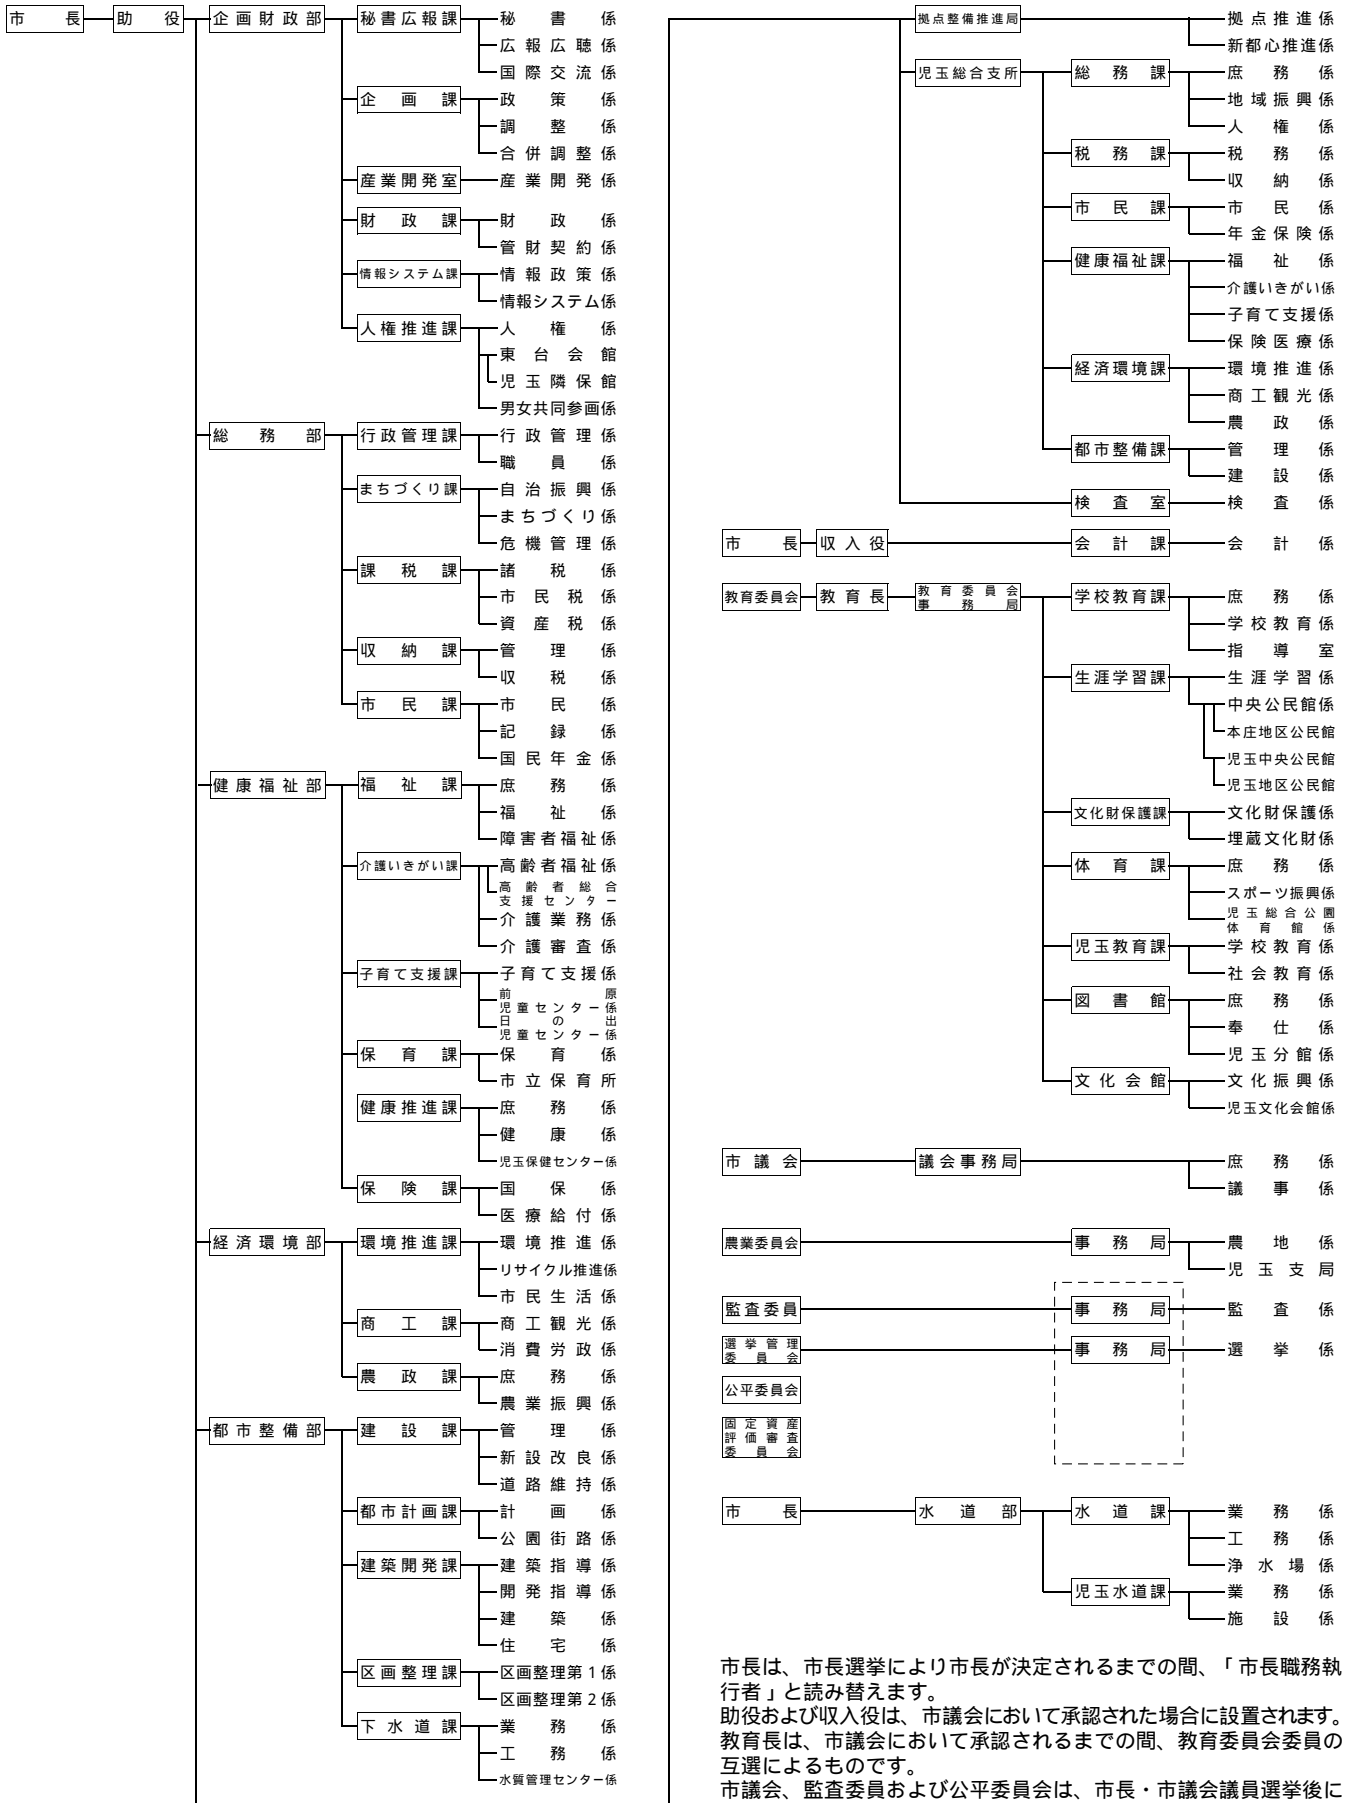 市長 助役 企画財政部 秘書広報課 秘書係
広報広聴係
国際交流係
企画課 政策係
調整係
合併調整係
産業開発室 産業開発係
財政課 財政係
管財契約係
情報システム課 情報政策係
情報システム係
人権推進課 人権係
東台会館
児玉隣保館
男女共同参画係
総務部 行政管理課 行政管理係
職員係
まちづくり課 自治振興係
まちづくり係
危機管理係
課税課 諸税係
市民税係
資産税係
収納課 管理係
収税係
市民課 市民係
記録係
国民年金係
健康福祉部 福祉課 庶務係
福祉係
障害者福祉係
介護いきがい課 高齢者福祉係
高齢者総合
支援センター
介護業務係
介護審査係
子育て支援課 子育て支援係
前原
児童センター係
日の出
児童センター係
保育課 保育係
市立保育所
健康推進課 庶務係
健康係
児玉保健センター係
保険課 国保係
医療給付係
経済環境部 環境推進課 環境推進係
リサイクル推進係
市民生活係
商工課 商工観光係
消費労政係
農政課 庶務係
農業振興係
都市整備部 建設課 管理係
新設改良係
道路維持係
都市計画課 計画係
公園街路係
建築開発課 建築指導係
開発指導係
建築係
住宅係
区画整理課 区画整理第1係
区画整理第2係
下水道課 業務係
工務係
水質管理センター係
拠点整備推進局 拠点推進係
新都心推進係
児玉総合支所 総務課 庶務係
地域振興係
人権係
税務課 税務係
収納係
市民課 市民係
年金保険係
健康福祉課 福祉係
介護いきがい係
子育て支援係
保険医療係
経済環境課 環境推進係
商工観光係
農政係
都市整備課 管理係
建設係
検査室 検査係
市長 収入役 会計課 会計係
教育委員会 教育長 教育委員会
事務局 学校教育課 庶務係
学校教育係
指導室
生涯学習課 生涯学習係
中央公民館係
本庄地区公民館
児玉中央公民館
児玉地区公民館
文化財保護課 文化財保護係
埋蔵文化財係
体育課 庶務係
スポーツ振興係
児玉総合公園
体育館係
児玉教育課 学校教育係
社会教育係
図書館 庶務係
奉仕係
児玉分館係
文化会館 文化振興係
児玉文化会館係
市議会 議会事務局 庶務係
議事係
農業委員会 事務局 農地係
児玉支局
監査委員 事務局 監査係
選挙管理
委員会 事務局 選挙係
公平委員会
固定資産
評価審査
委員会
市長 水道部 水道課 業務係
工務係
浄水場係
児玉水道課 業務係
施設係
市長は、市長選挙により市長が決定されるまでの間、「市長職務執
行者」と読み替えます。
助役および収入役は、市議会において承認された場合に設置されます。
教育長は、市議会において承認されるまでの間、教育委員会委員の
互選によるものです。
市議会、監査委員および公平委員会は、市長・市議会議員選挙後に